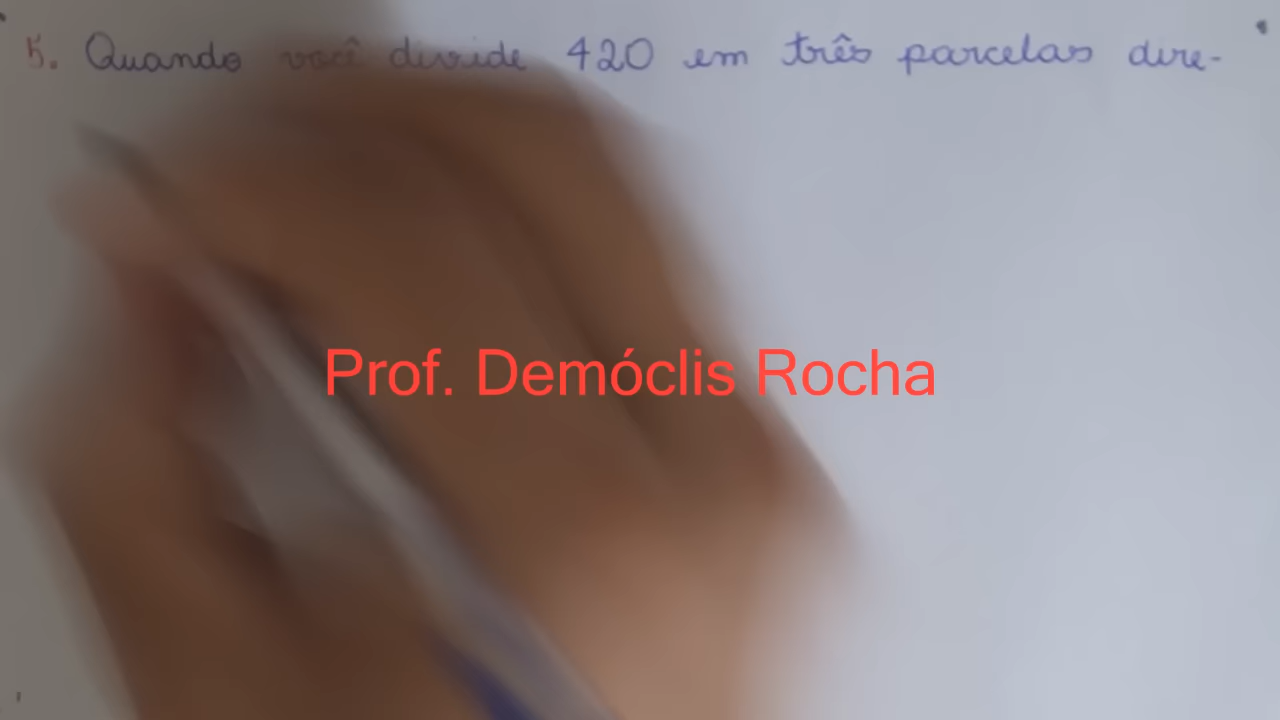 5. Quando você divide 420 em três parcelas dire-
Prof. Demóclis Rocha